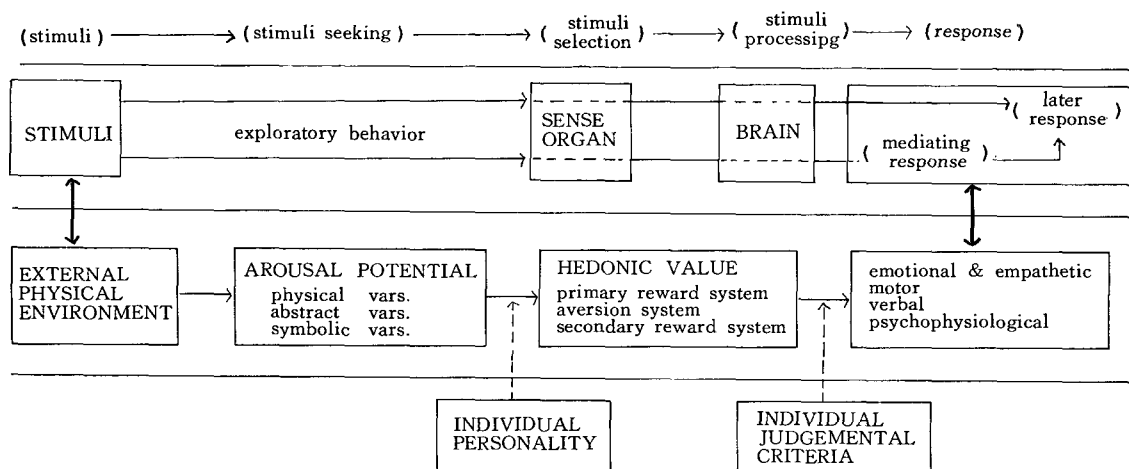 (stimuli) (stimuli seeking) (stimuli selection) (stimuli processipg) (response)
STIMULI
exploratory behavior
SENSE
ORGAN
BRAIN
(later
response)
(mediating
response)
EXTERNAL
PHYSICAL
ENVIRONMENT
AROUSAL POTENTIAL
physical vars.
abstract vars.
symbolic vars.
HEDONIC VALUE
primary reward system
aversion system
secondary reward system
emotional & empathetic
motor
verbal
psychophysiological
INDIVIDUAL
PERSONALITY
INDIVIDUAL
JUDGEMENTAL
CRITERIA